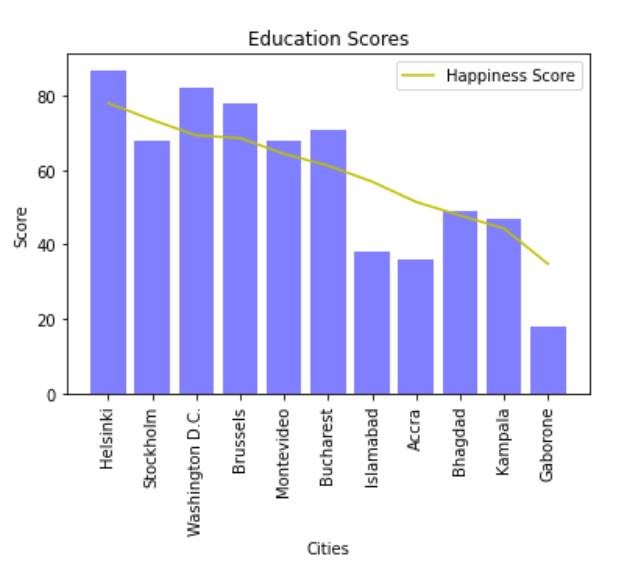 Education Scores
Happiness Score
80
60
40
20
0
Score
Helsinki
Stockholm
Washington D.C.
Brussels
Montevideo
Bucharest
Islamabad
Accra
Bhagdad
Kampala
Gaborone
Cities